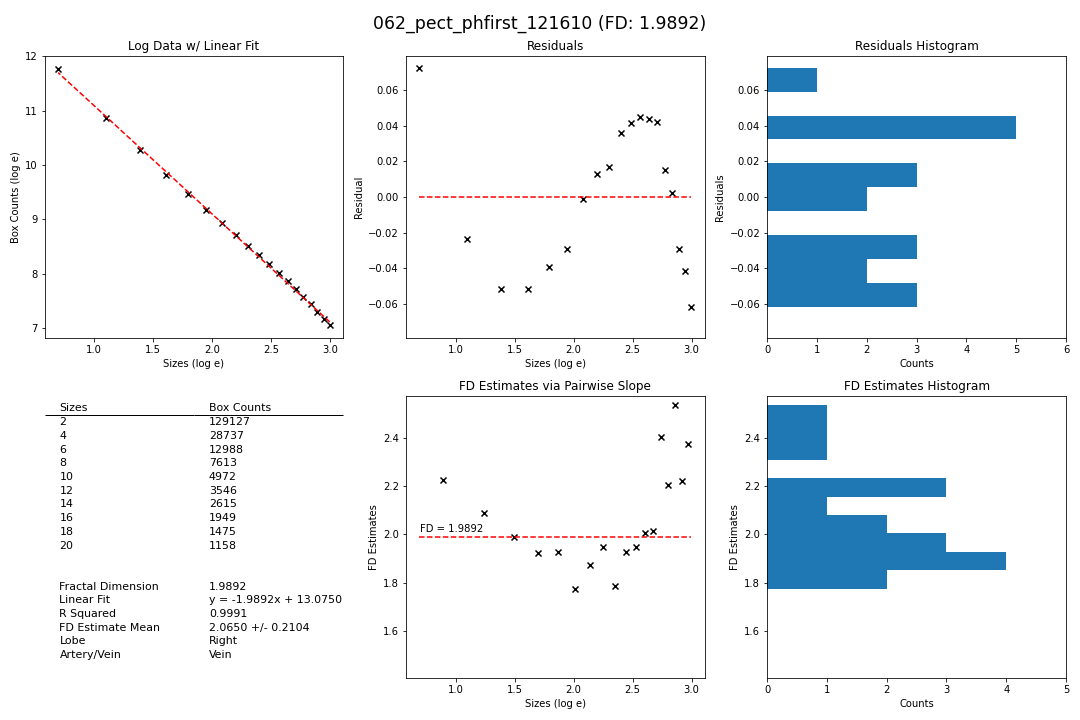 062_pect_phfirst_121610 (FD: 1.9892)
Log Data w/ Linear Fit
Box Counts (log e)
12
11
10
9
8
7
1.0 1.5 2.0 2.5 3.0
Sizes (log e)
Residuals
Residual
0.06
0.04
0.02
0.00
−0.02
−0.04
−0.06
1.0 1.5 2.0 2.5 3.0
Sizes (log e)
Residuals Histogram
Residuals
0.06
0.04
0.02
0.00
−0.02
−0.04
−0.06
0 1 2 3 4 5 6
Counts
Sizes Box Counts
2 129127
4 28737
6 12988
8 7613
10 4972
12 3546
14 2615
16 1949
18 1475
20 1158
Fractal Dimension 1.9892
Linear Fit y = -1.9892x + 13.0750
R Squared 0.9991
FD Estimate Mean 2.0650 +/- 0.2104
Lobe Right
Artery/Vein Vein
FD Estimates via Pairwise Slope
FD Estimates
2.4
2.2
2.0
1.8
1.6
FD = 1.9892
1.0 1.5 2.0 2.5 3.0
Sizes (log e)
FD Estimates Histogram
FD Estimates
2.4
2.2
2.0
1.8
1.6
0 1 2 3 4 5
Counts